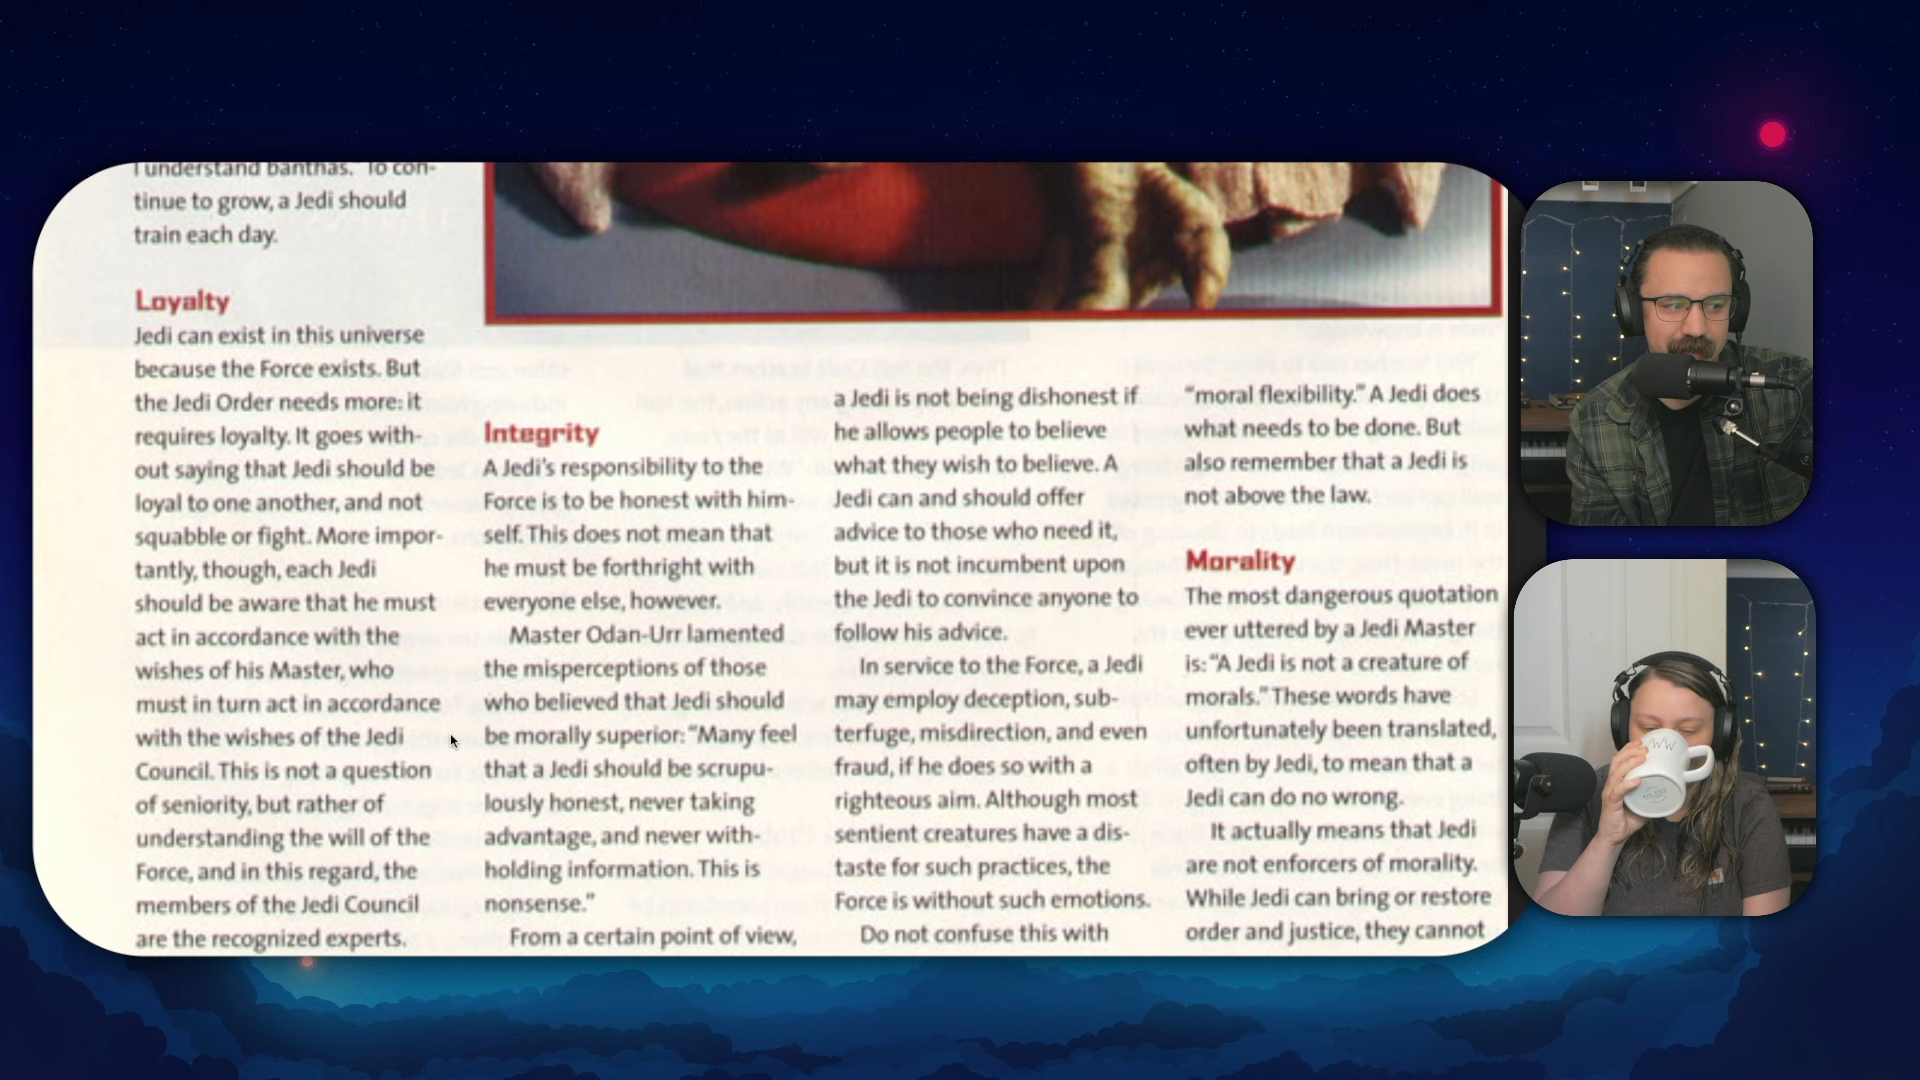 I understand banthas." To con-
tinue to grow, a Jedi should
train each day.
Loyalty
Jedi can exist in this universe
because the Force exists. But
the Jedi Order needs more: it
requires loyalty. It goes with-
out saying that Jedi should be
loyal to one another, and not
squabble or fight. More impor-
tantly, though, each Jedi
should be aware that he must
act in accordance with the
wishes of his Master, who
must in turn act in accordance
with the wishes of the Jedi
Council. This is not a question
of seniority, but rather of
understanding the will of the
Force, and in this regard, the
members of the Jedi Council
are the recognized experts.
Integrity
A Jedi's responsibility to the
Force is to be honest with him-
self. This does not mean that
he must be forthright with
everyone else, however.
Master Odan-Urr lamented
the misperceptions of those
who believed that Jedi should
be morally superior: "Many feel
that a Jedi should be scrupu-
lously honest, never taking
advantage, and never with-
holding information. This is
nonsense."
From a certain point of view,
a Jedi is not being dishonest if
he allows people to believe
what they wish to believe. A
Jedi can and should offer
advice to those who need it,
but it is not incumbent upon
the Jedi to convince anyone to
follow his advice.
In service to the Force, a Jedi
may employ deception, sub-
terfuge, misdirection, and even
fraud, if he does so with a
righteous aim. Although most
sentient creatures have a dis-
taste for such practices, the
Force is without such emotions.
Do not confuse this with
"moral flexibility." A Jedi does
what needs to be done. But
also remember that a Jedi is
not above the law.
Morality
The most dangerous quotation
ever uttered by a Jedi Master
is: "A Jedi is not a creature of
morals." These words have
unfortunately been translated,
often by Jedi, to mean that a
Jedi can do no wrong.
It actually means that Jedi
are not enforcers of morality.
While Jedi can bring or restore
order and justice, they cannot